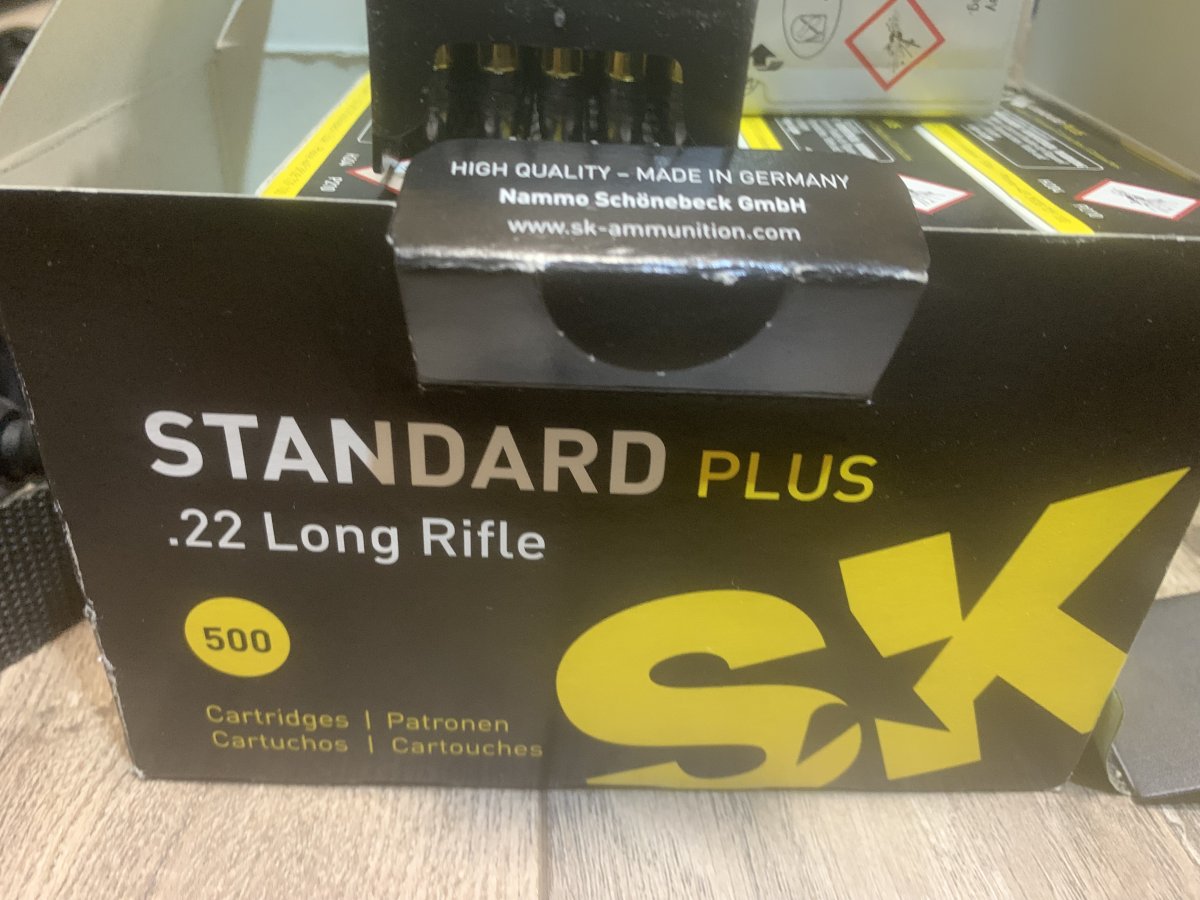 HIGH QUALITY – MADE IN GERMANY
Nammo Schönebeck GmbH
www.sk-ammunition.com
STANDARD PLUS
.22 Long Rifle
500
Cartridges | Patronen
Cartuchos | Cartouches
SK